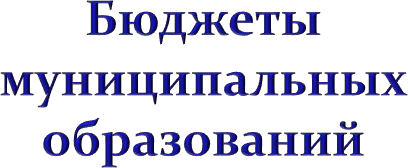 Бюджеты
муниципальных
образований